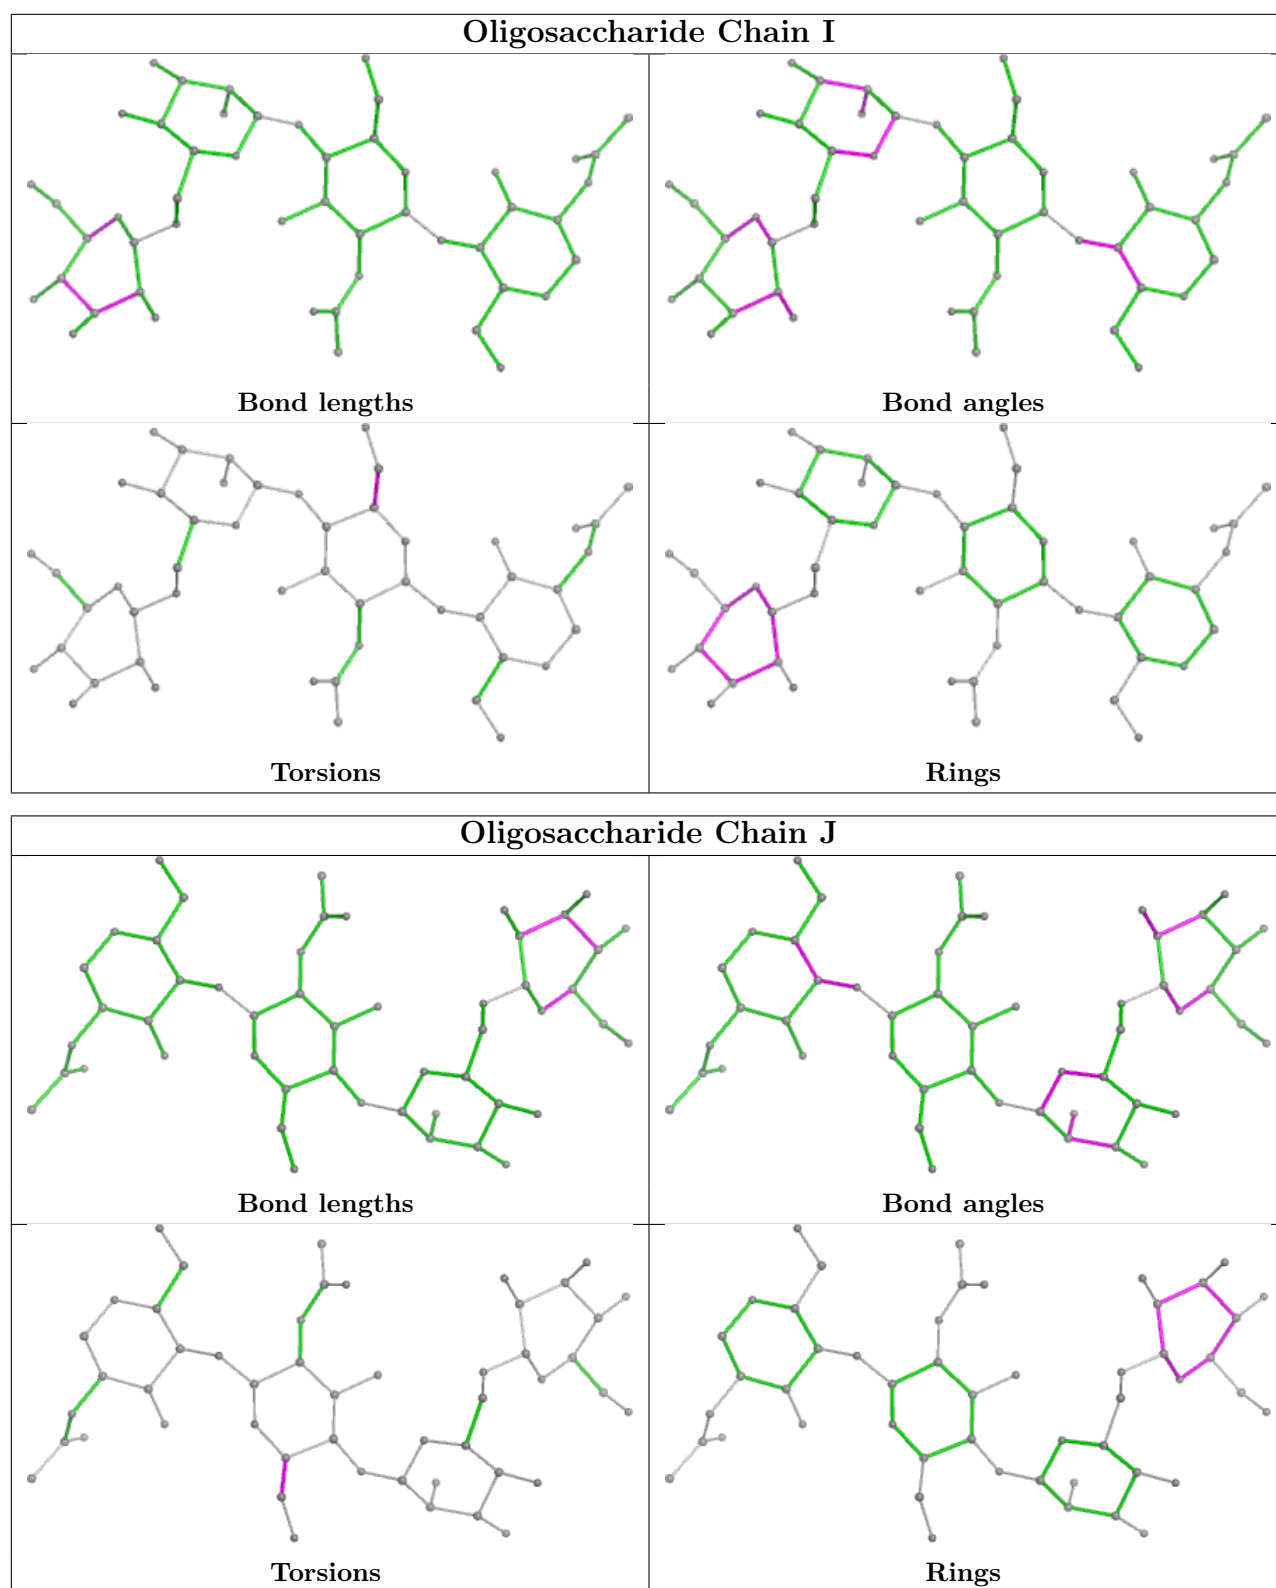 Oligosaccharide Chain I
Bond lengths
Bond angles
Torsions
Rings
Oligosaccharide Chain J
Bond lengths
Bond angles
Torsions
Rings